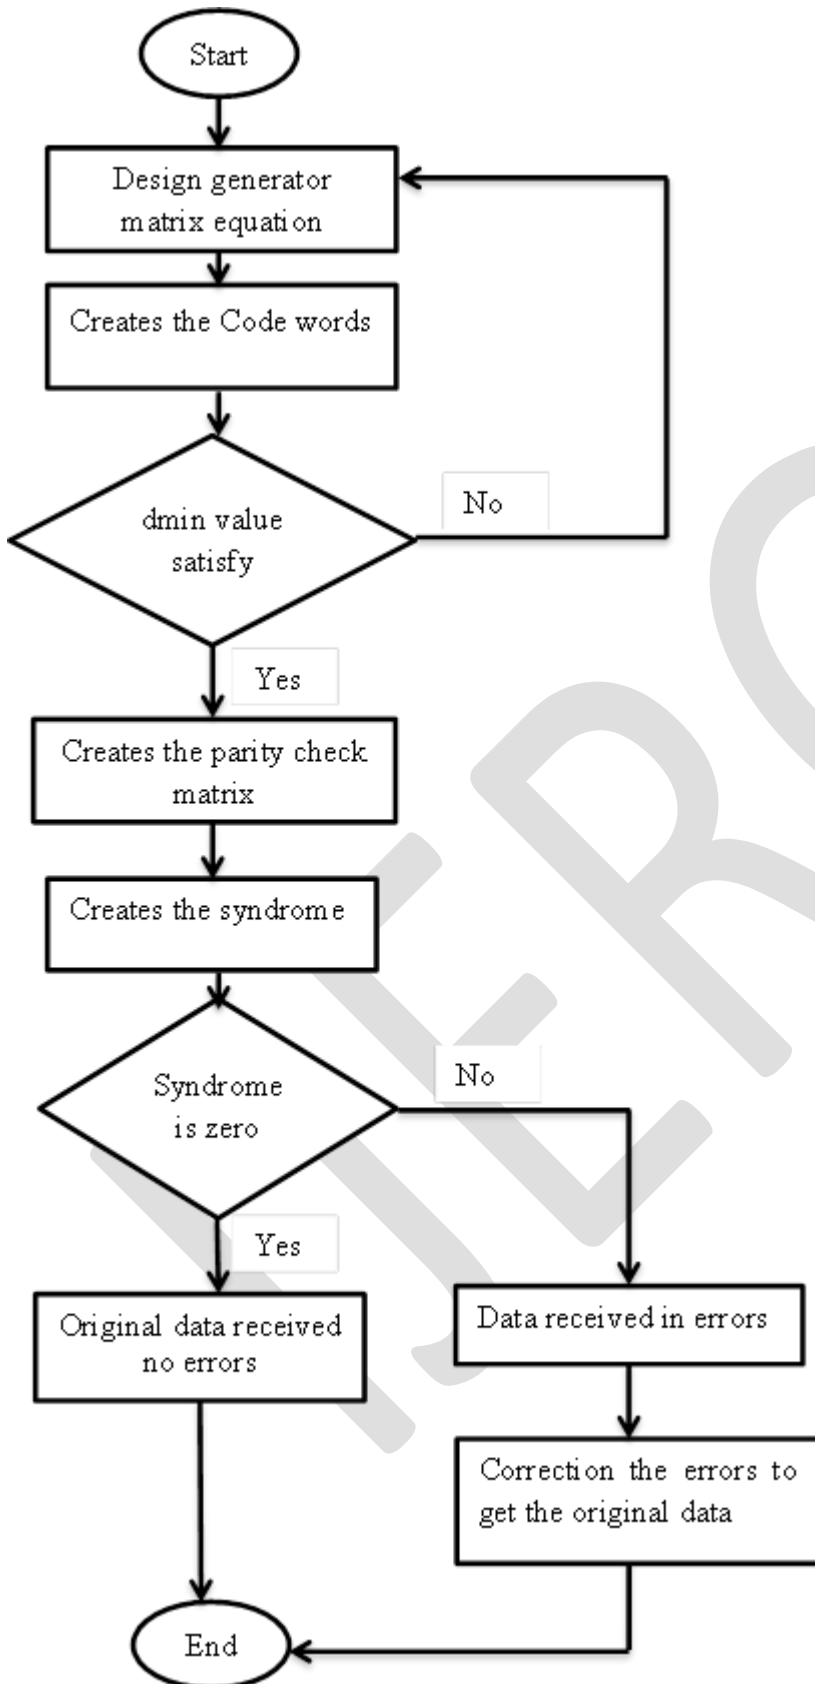 Start
Design generator
matrix equation
Creates the Code words
dmin value
satisfy
No
Yes
Creates the parity check
matrix
Creates the syndrome
Syndrome
is zero
No
Yes
Original data received
no errors
Data received in errors
Correction the errors to
get the original data
End